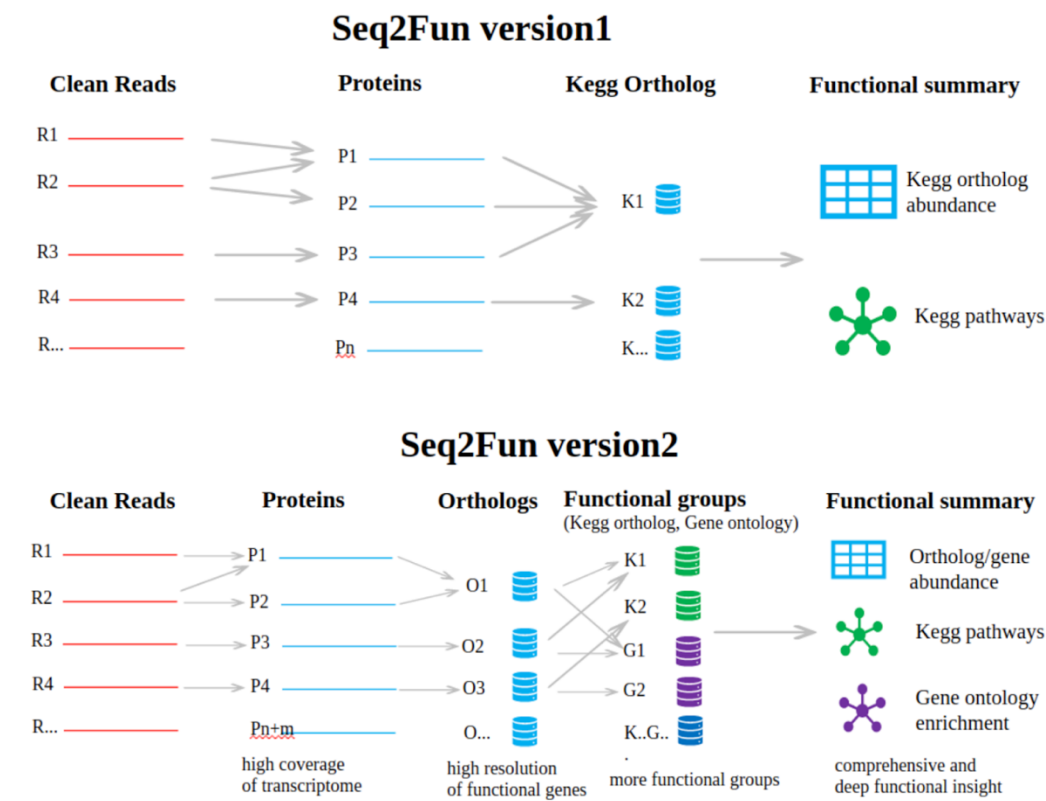 Seq2Fun version1
Clean Reads
Proteins
Kegg Ortholog
Functional summary
R1
R2
R3
R4
R...
P1
P2
P3
P4
Pn
K1
K2
K...
Kegg ortholog
abundance
Kegg pathways
Seq2Fun version2
Clean Reads
Proteins
Orthologs
Functional groups
(Kegg ortholog, Gene ontology)
Functional summary
R1
R2
R3
R4
R...
P1
P2
P3
P4
Pn+m
high coverage
of transcriptome
O1
O2
O3
O...
high resolution
of functional genes
K1
K2
G1
G2
K..G..
.
more functional groups
Ortholog/gene
abundance
Kegg pathways
Gene ontology
enrichment
comprehensive and
deep functional insight